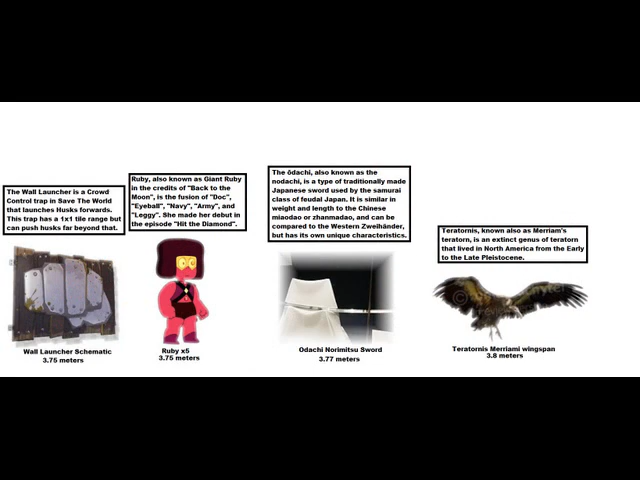 The Wall Launcher is a Crowd
Control trap in Save The World
that launches Husks forwards.
This trap has a 1x1 tile range but
can push husks far beyond that.
Wall Launcher Schematic
3.75 meters
Ruby, also known as Giant Ruby
in the credits of "Back to the
Moon", is the fusion of "Doc",
"Eyeball", "Navy", "Army", and
"Leggy". She made her debut in
the episode "Hit the Diamond".
Ruby x5
3.75 meters
The ōdachi, also known as the
nodachi, is a type of traditionally made
Japanese sword used by the samurai
class of feudal Japan. It is similar in
weight and length to the Chinese
miaodao or zhanmadao, and can be
compared to the Western Zweihänder,
but has its own unique characteristics.
Odachi Norimitsu Sword
3.77 meters
Teratornis, known also as Merriam's
teratorn, is an extinct genus of teratorn
that lived in North America from the Early
to the Late Pleistocene.
Teratornis Merriami wingspan
3.8 meters